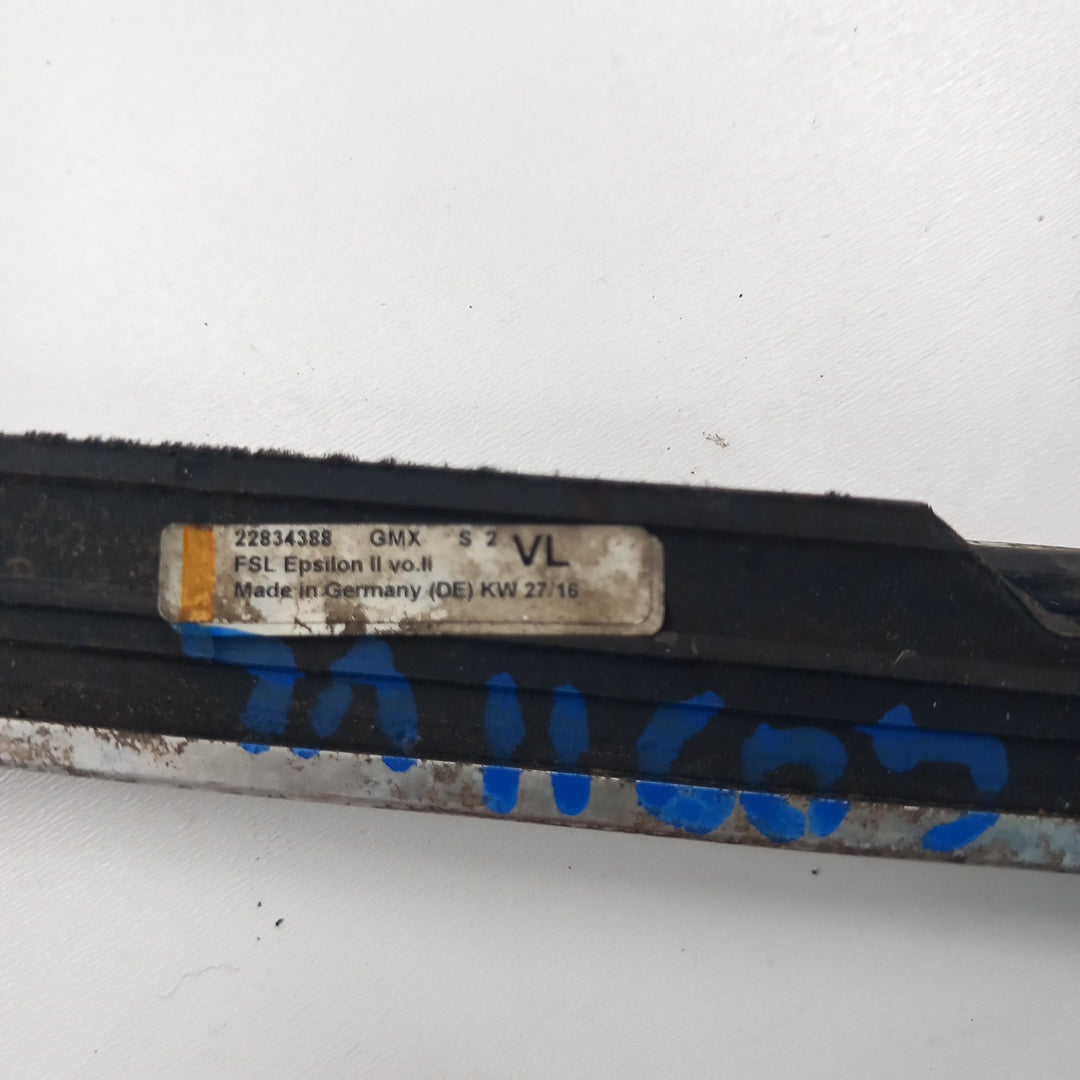 22834388 GMX S 2 VL
FSL Epsilon II vo.li
Made in Germany (DE) KW 27/16